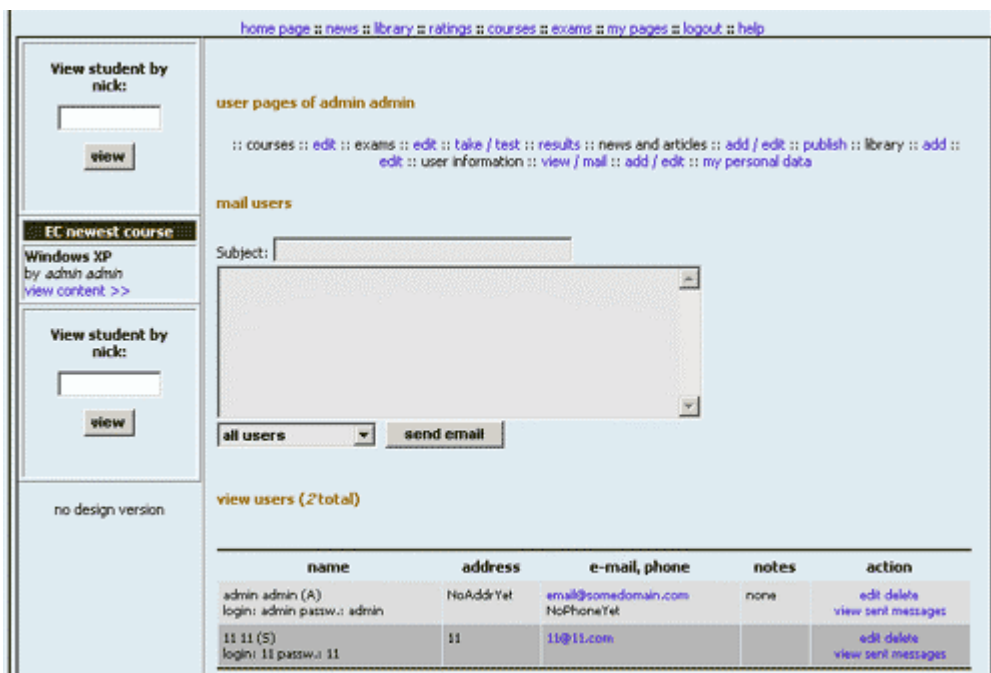 home page :: news :: library :: ratings :: courses :: exams :: my pages :: logout :: help
View student by
nick:
view
EC newest course
Windows XP
by admin admin
view content >>
View student by
nick:
view
no design version
user pages of admin admin
:: courses :: edit :: exams :: edit :: take / test :: results :: news and articles :: add / edit :: publish :: library :: add ::
edit :: user information :: view / mail :: add / edit :: my personal data
mail users
Subject:
all users send email
view users (2 total)
name address e-mail, phone notes action
admin admin (A) NoAddrYet email@somedomain.com none edit delete
login: admin passw.: admin NoPhoneYet view sent messages
11 11 (S) 11 11@11.com edit delete
login: 11 passw.: 11 view sent messages